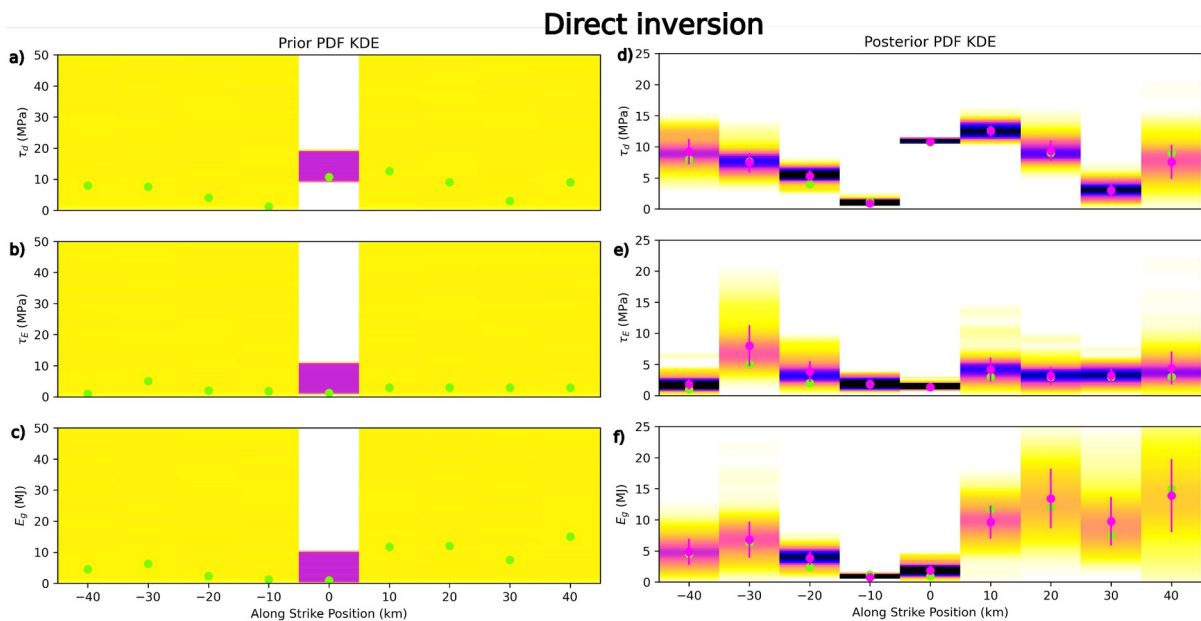 Direct inversion
Prior PDF KDE
a)
50
40
30
20
10
0
τd (MPa)
b)
50
40
30
20
10
0
τE (MPa)
c)
50
40
30
20
10
0
Eg (MJ)
−40 −30 −20 −10 0 10 20 30 40
Along Strike Position (km)
Posterior PDF KDE
d)
25
20
15
10
5
0
τd (MPa)
e)
25
20
15
10
5
0
τE (MPa)
f)
25
20
15
10
5
0
Eg (MJ)
−40 −30 −20 −10 0 10 20 30 40
Along Strike Position (km)